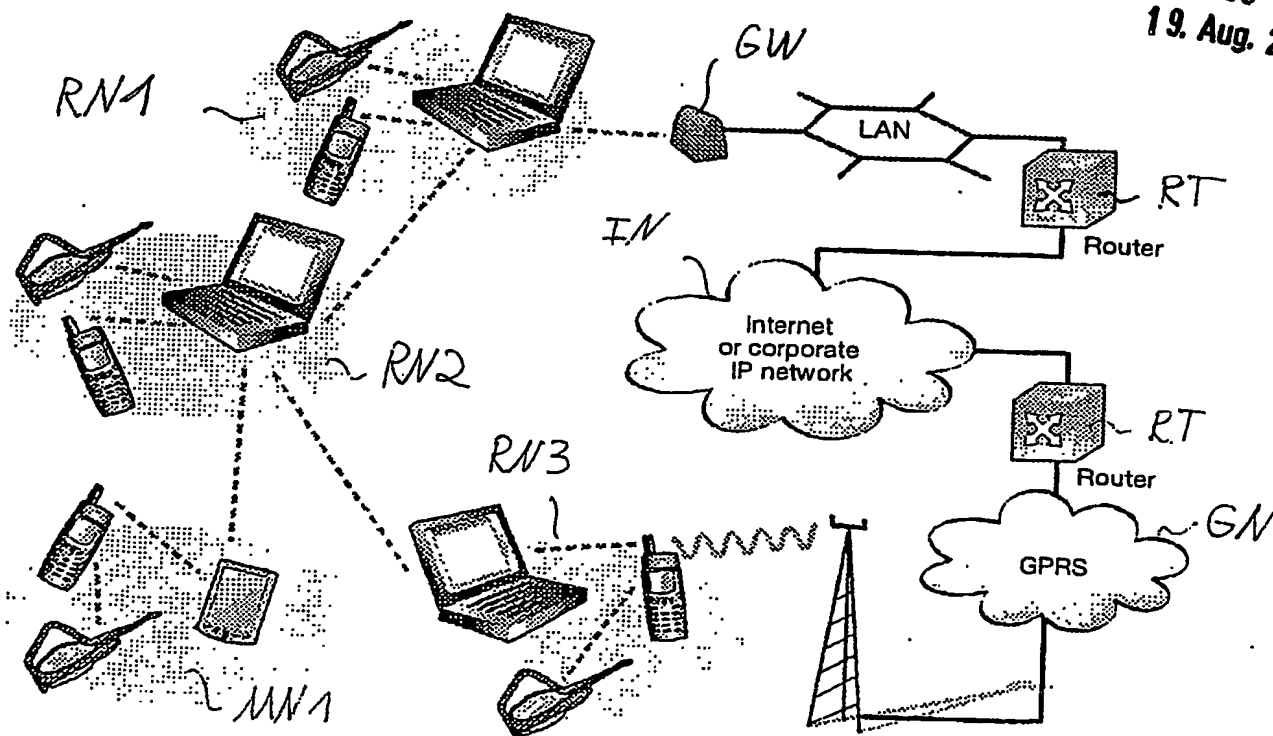 19. Aug. 2
GW
RN1
LAN
RT
Router
IN
Internet
or corporate
IP network
RN2
RT
Router
RN3
GN
GPRS
MN1